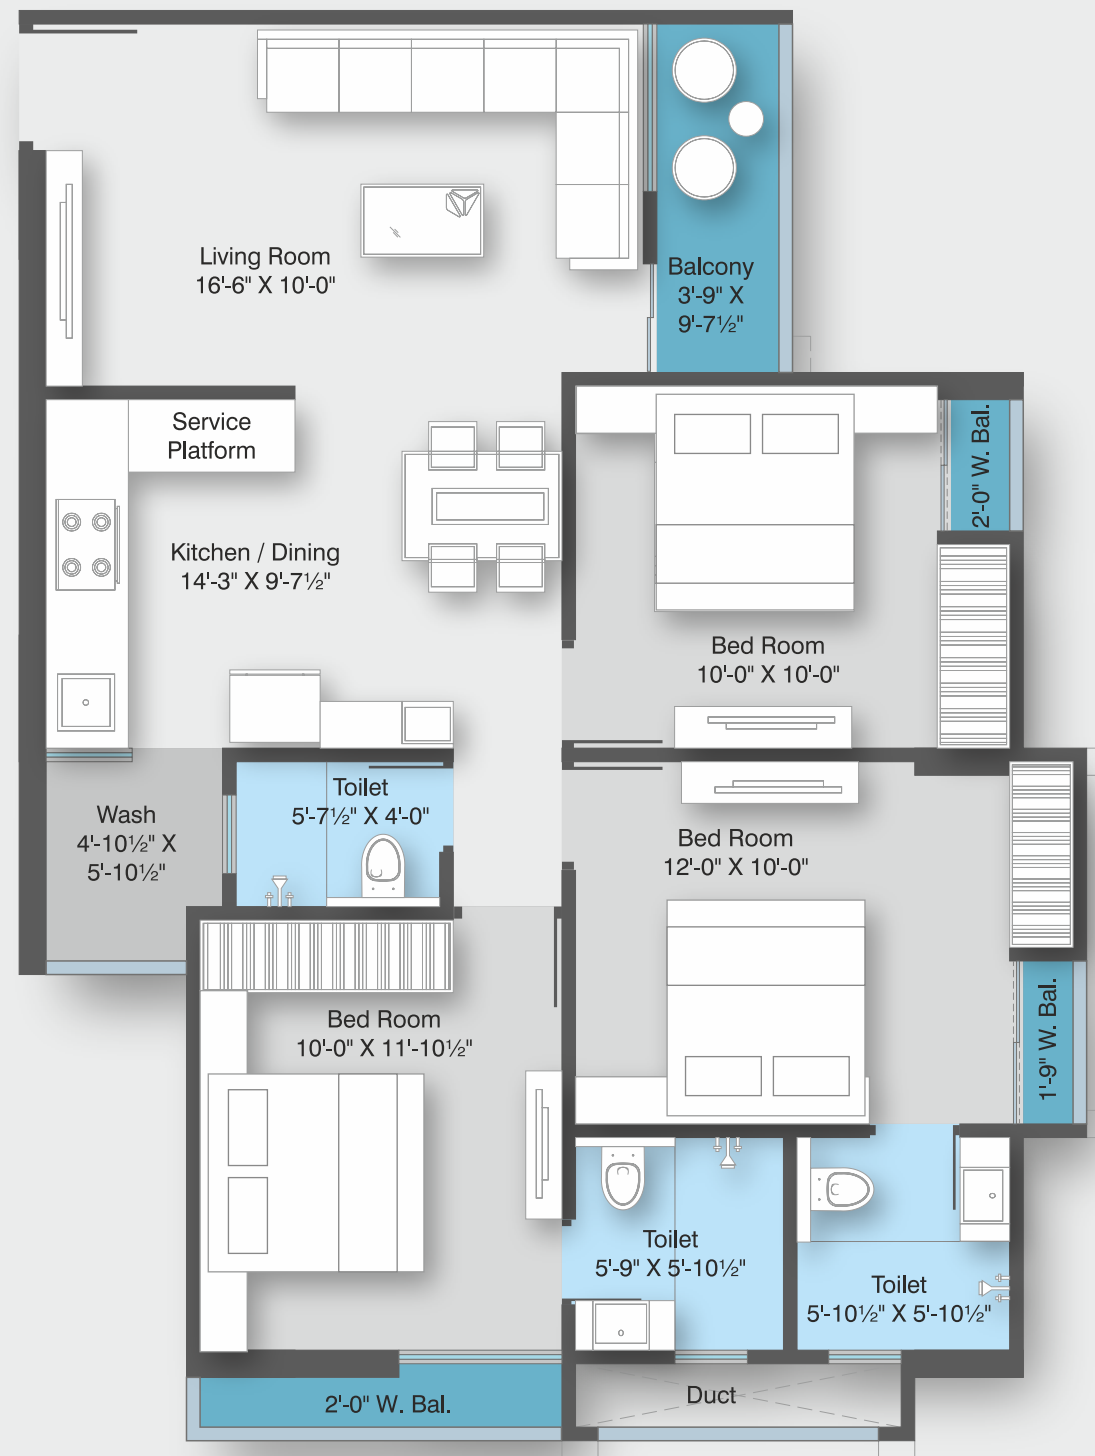 Living Room
16'-6" X 10'-0"
Balcony
3'-9" X
9'-7½"
Service
Platform
2'-0" W. Bal.
Kitchen / Dining
14'-3" X 9'-7½"
Bed Room
10'-0" X 10'-0"
Toilet
5'-7½" X 4'-0"
Wash
4'-10½" X
5'-10½"
Bed Room
12'-0" X 10'-0"
Bed Room
10'-0" X 11'-10½"
1'-9" W. Bal.
Toilet
5'-9" X 5'-10½"
Toilet
5'-10½" X 5'-10½"
2'-0" W. Bal.
Duct